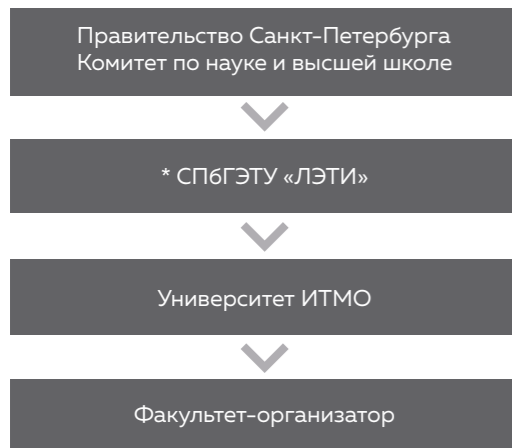 Правительство Санкт-Петербурга
Комитет по науке и высшей школе
* СПбГЭТУ «ЛЭТИ»
Университет ИТМО
Факультет-организатор